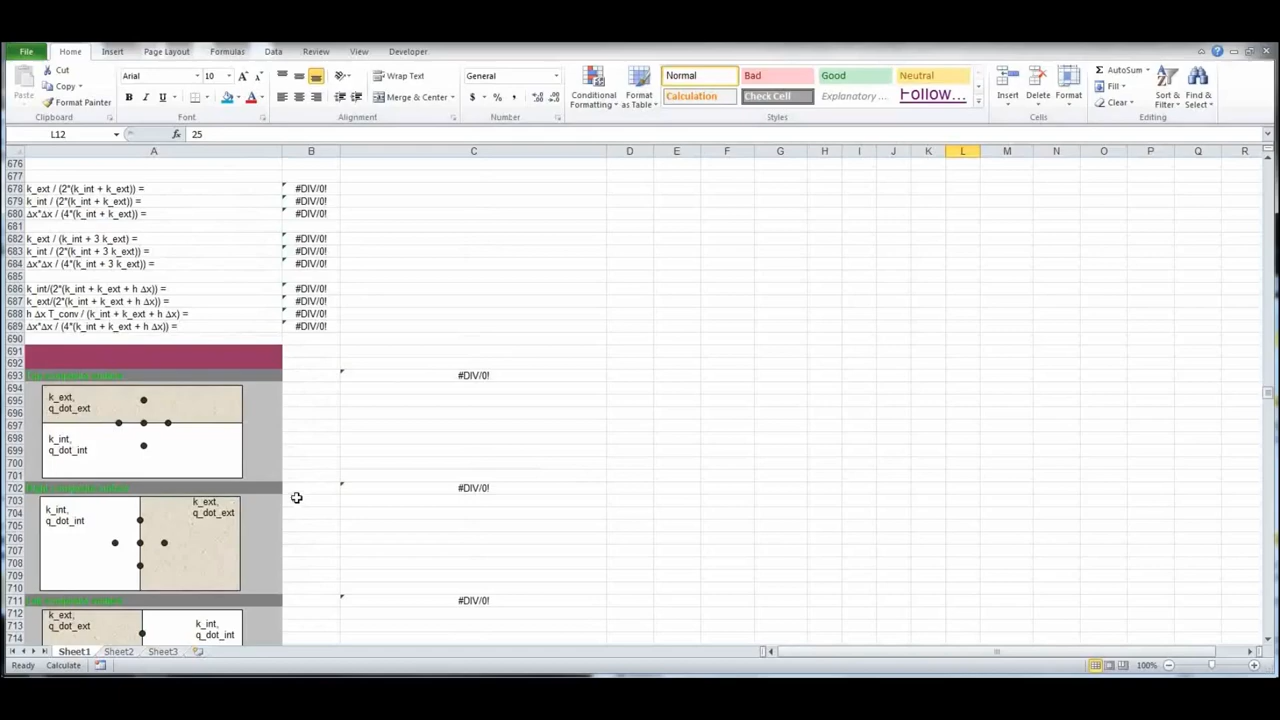 File Home Insert Page Layout Formulas Data Review View Developer
Cut Arial 10 Wrap Text General Normal Bad Good Neutral AutoSum
Copy Fill
Paste Format Painter B I U Merge & Center $ % , Conditional Formatting Format as Table Calculation Check Cell Explanatory ... Follow... Insert Delete Format Clear Sort & Filter Find & Select
Clipboard Font Alignment Number Styles Cells Editing
L12 fx 25
A B C D E F G H I J K L M N O P Q R
676
677
678 k_ext / (2*(k_int + k_ext)) = #DIV/0!
679 k_int / (2*(k_int + k_ext)) = #DIV/0!
680 Δx*Δx / (4*(k_int + k_ext)) = #DIV/0!
681
682 k_ext / (k_int + 3 k_ext) = #DIV/0!
683 k_int / (2*(k_int + 3 k_ext)) = #DIV/0!
684 Δx*Δx / (4*(k_int + 3 k_ext)) = #DIV/0!
685
686 k_int/(2*(k_int + k_ext + h Δx)) = #DIV/0!
687 k_ext/(2*(k_int + k_ext + h Δx)) = #DIV/0!
688 h Δx T_conv / (k_int + k_ext + h Δx) = #DIV/0!
689 Δx*Δx / (4*(k_int + k_ext + h Δx)) = #DIV/0!
690
691
692
693 #DIV/0!
694
695 k_ext,
696 q_dot_ext
697
698 k_int,
699 q_dot_int
700
701
702 #DIV/0!
703 k_ext,
704 k_int, q_dot_ext
705 q_dot_int
706
707
708
709
710
711 #DIV/0!
712 k_ext,
713 q_dot_ext k_int,
714 q_dot_int
Sheet1 Sheet2 Sheet3
Ready Calculate 100%